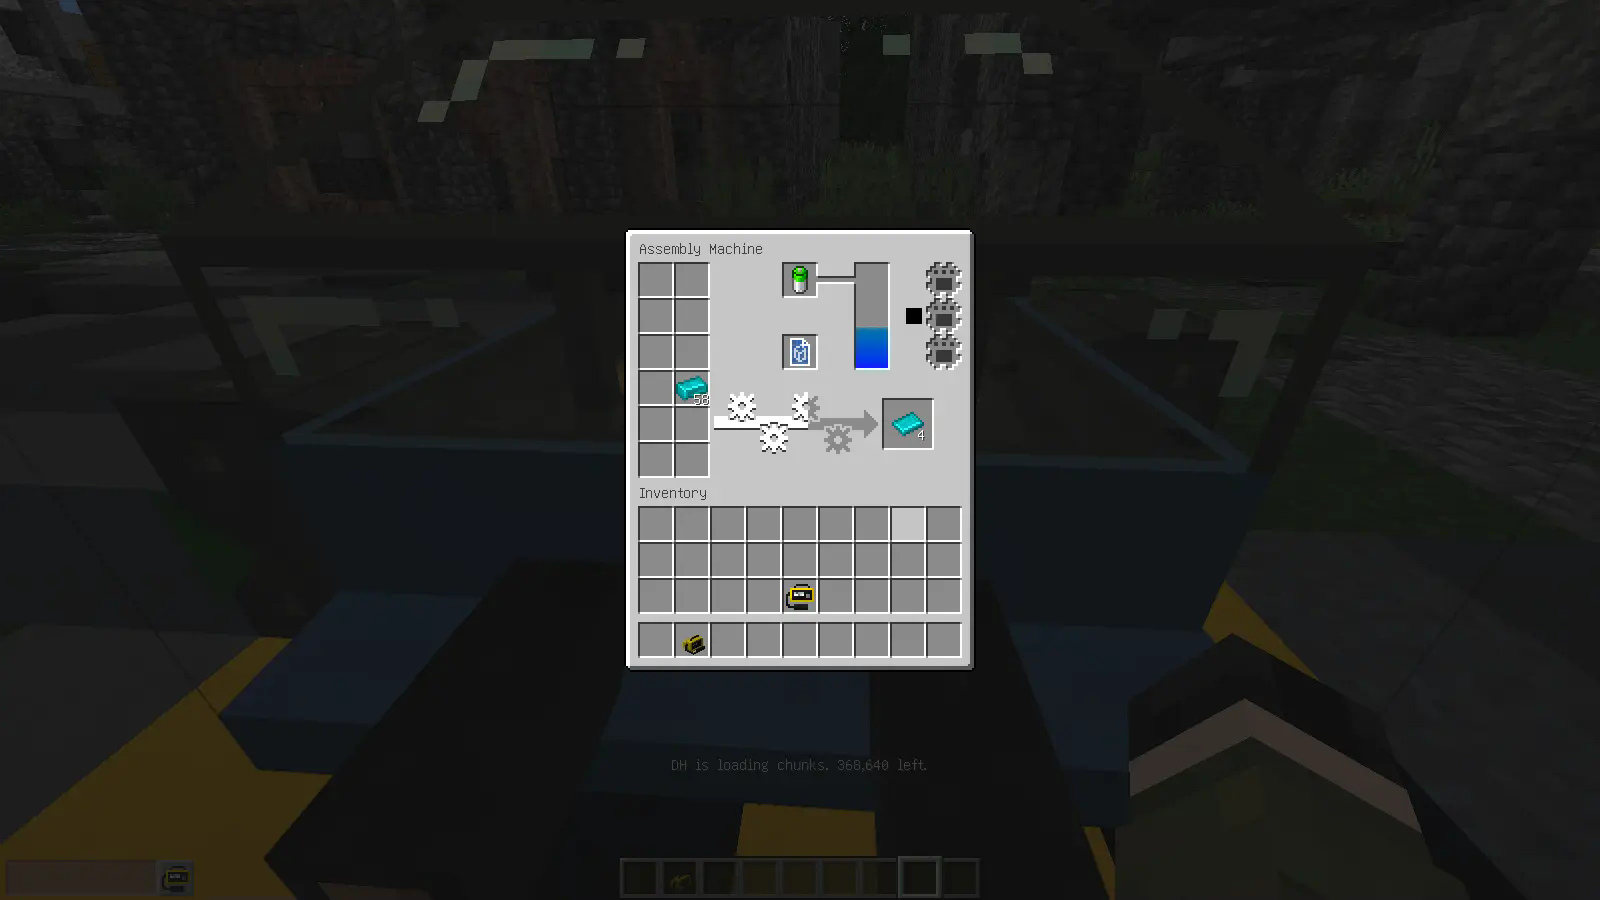 Assembly Machine
58
4
Inventory
DH is loading chunks. 368,640 left.